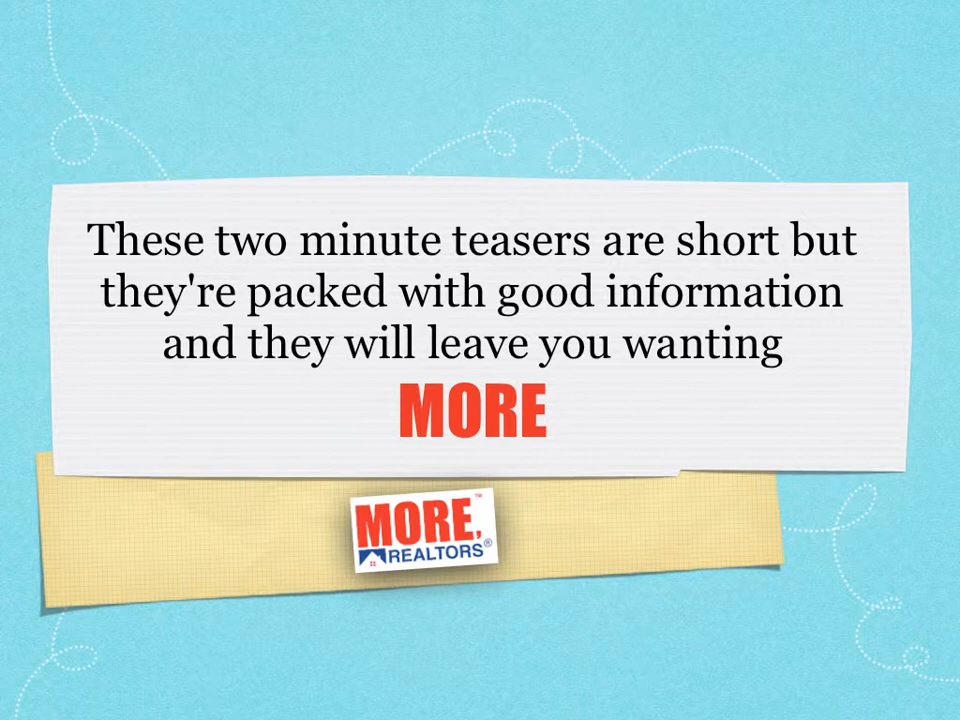 These two minute teasers are short but
they're packed with good information
and they will leave you wanting
MORE
MORE,™
REALTORS®